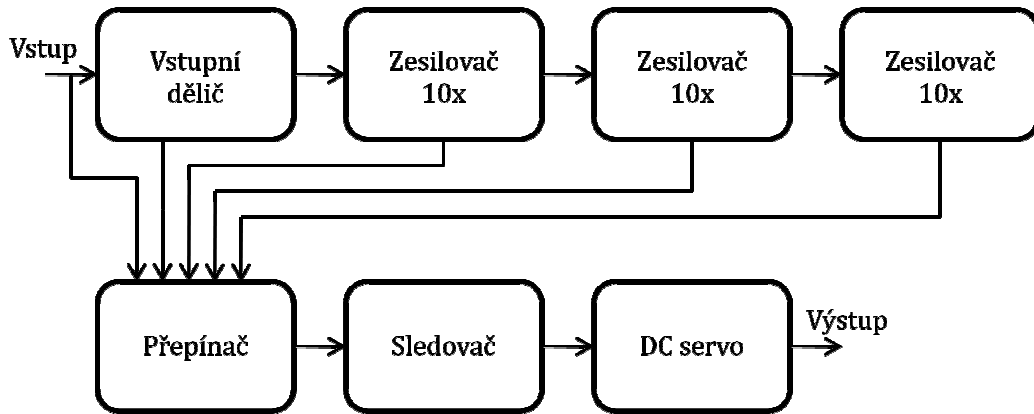 Vstup
Vstupní
dělič
Zesilovač
10x
Zesilovač
10x
Zesilovač
10x
Přepínač
Sledovač
DC servo
Výstup